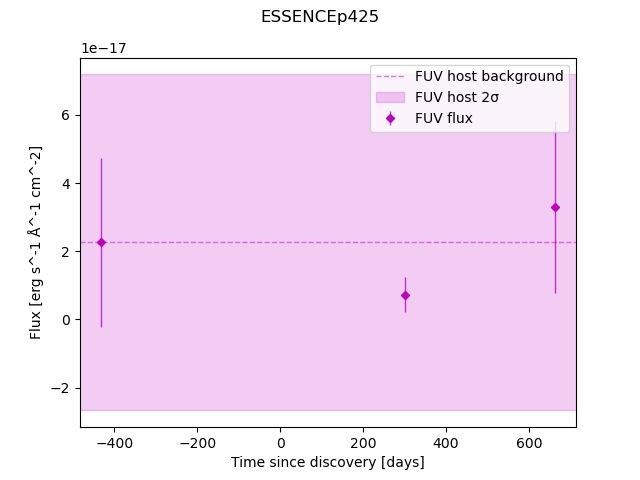 ESSENCEp425
1e−17
FUV host background
FUV host 2σ
FUV flux
Flux [erg s^-1 Å^-1 cm^-2]
6
4
2
0
−2
−400 −200 0 200 400 600
Time since discovery [days]